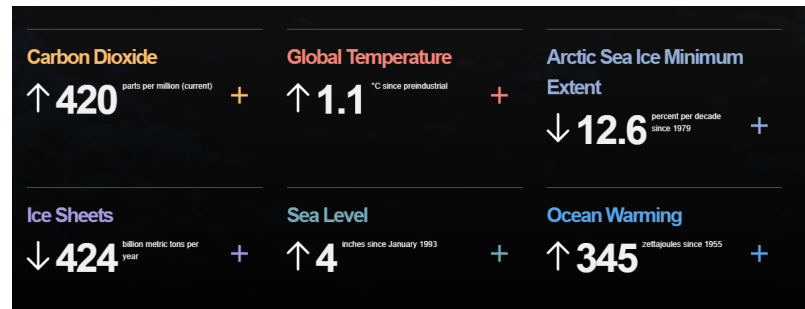 Carbon Dioxide
↑ 420 parts per million (current) +
Global Temperature
↑ 1.1 °C since preindustrial +
Arctic Sea Ice Minimum
Extent
↓ 12.6 percent per decade
since 1979 +
Ice Sheets
↓ 424 billion metric tons per
year +
Sea Level
↑ 4 inches since January 1993 +
Ocean Warming
↑ 345 zettajoules since 1955 +